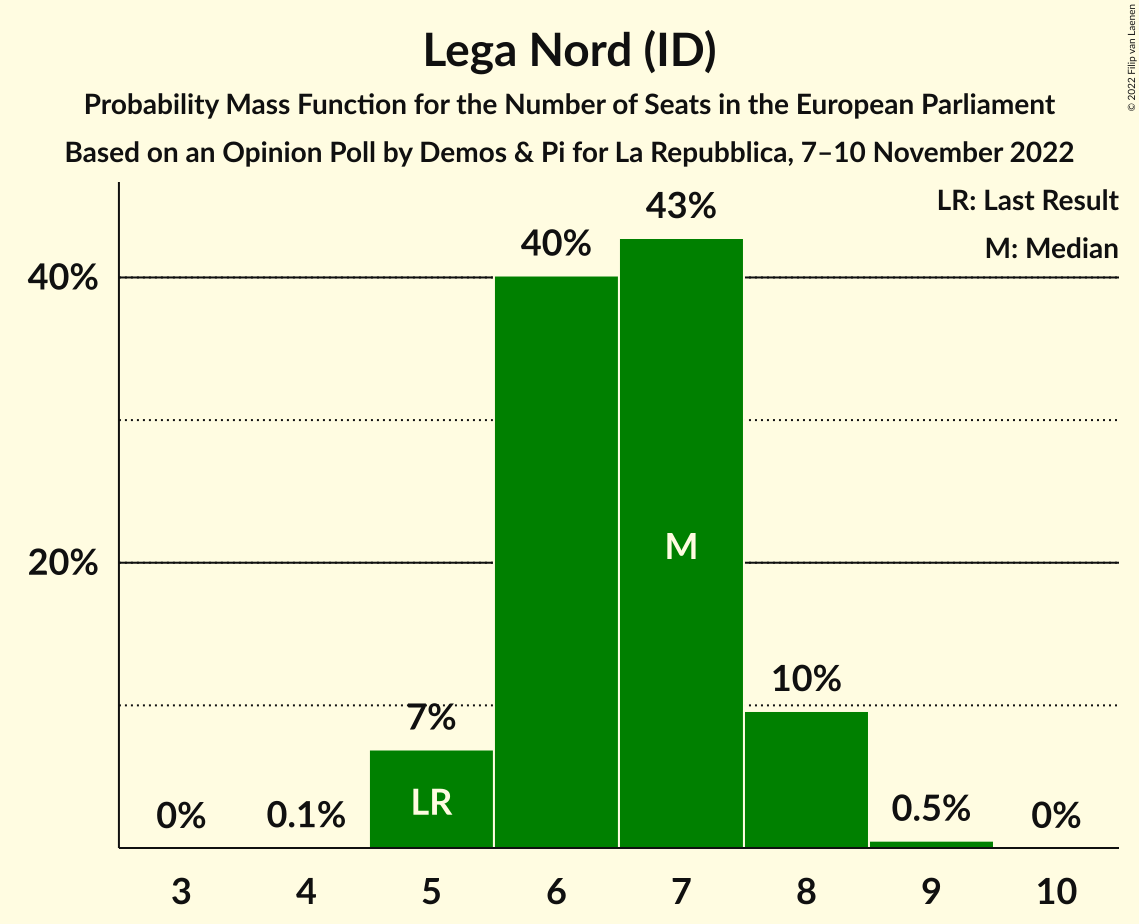 Lega Nord (ID)
Probability Mass Function for the Number of Seats in the European Parliament
Based on an Opinion Poll by Demos & Pi for La Repubblica, 7–10 November 2022
© 2022 Filip van Laenen
LR: Last Result
M: Median
43%
40%
40%
M
20%
10%
7%
LR
0%
0.1%
0.5%
0%
3 4 5 6 7 8 9 10